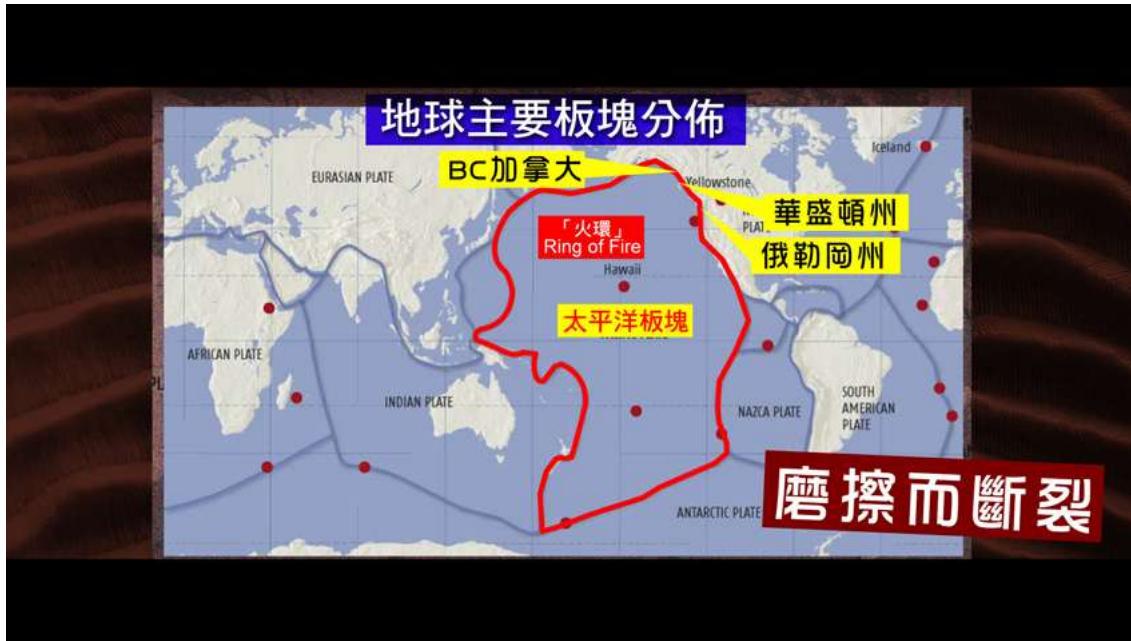 地球主要板塊分佈
BC加拿大
Iceland
EURASIAN PLATE
Yellowstone
華盛頓州
PLATE
「火環」
Ring of Fire
俄勒岡州
Hawaii
太平洋板塊
AFRICAN PLATE
INDIAN PLATE
NAZCA PLATE
SOUTH
AMERICAN
PLATE
ANTARCTIC PLATE
磨擦而斷裂